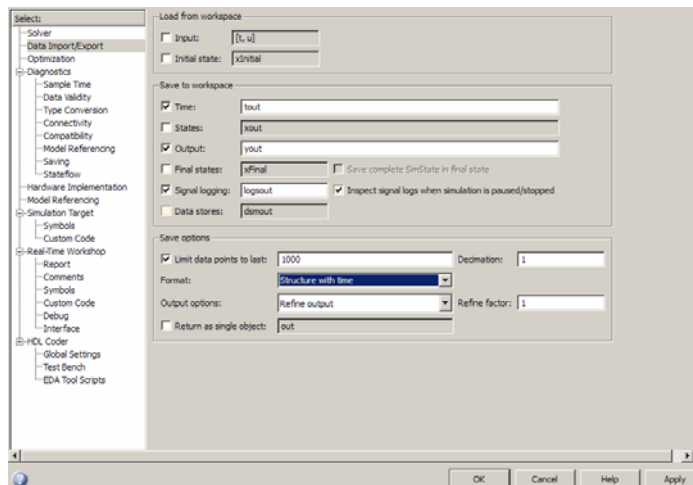 Select:
Solver
Data Import/Export
Optimization
Diagnostics
Sample Time
Data Validity
Type Conversion
Connectivity
Compatibility
Model Referencing
Saving
Stateflow
Hardware Implementation
Model Referencing
Simulation Target
Symbols
Custom Code
Real-Time Workshop
Report
Comments
Symbols
Custom Code
Debug
Interface
HDL Coder
Global Settings
Test Bench
EDA Tool Scripts
Load from workspace
Input: [t, u]
Initial state: xInitial
Save to workspace
Time: tout
States: xout
Output: yout
Final states: xFinal Save complete SimState in final state
Signal logging: logsout Inspect signal logs when simulation is paused/stopped
Data stores: dsmout
Save options
Limit data points to last: 1000 Decimation: 1
Format: Structure with time
Output options: Refine output Refine factor: 1
Return as single object: out
OK Cancel Help Apply